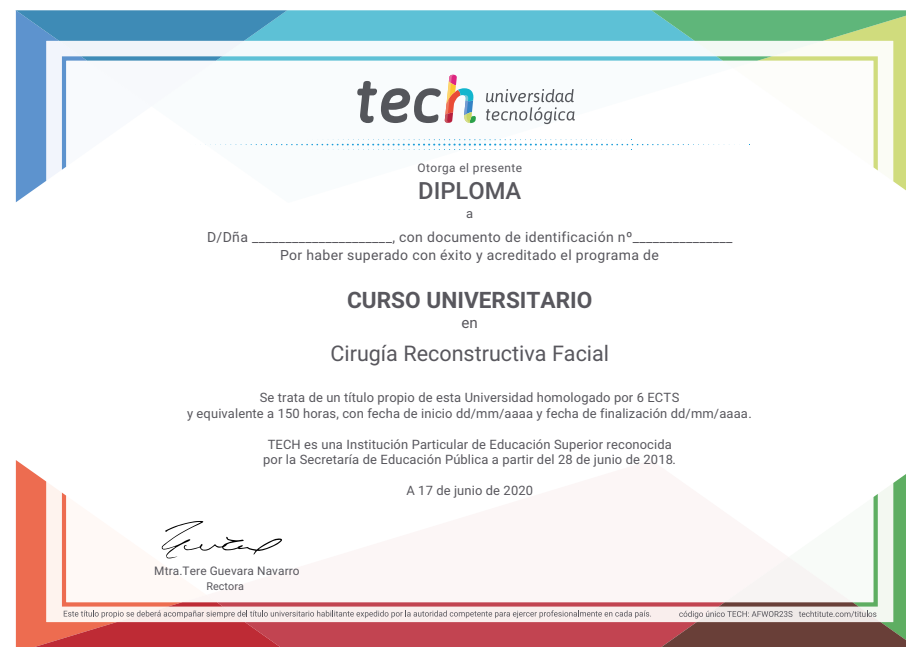 tech universidad
tecnológica
Otorga el presente
DIPLOMA
a
D/Dña _____________________, con documento de identificación nº_______________
Por haber superado con éxito y acreditado el programa de
CURSO UNIVERSITARIO
en
Cirugía Reconstructiva Facial
Se trata de un título propio de esta Universidad homologado por 6 ECTS
y equivalente a 150 horas, con fecha de inicio dd/mm/aaaa y fecha de finalización dd/mm/aaaa.
TECH es una Institución Particular de Educación Superior reconocida
por la Secretaría de Educación Pública a partir del 28 de junio de 2018.
A 17 de junio de 2020
Mtra.Tere Guevara Navarro
Rectora
Este título propio se deberá acompañar siempre del título universitario habilitante expedido por la autoridad competente para ejercer profesionalmente en cada país. código único TECH: AFWOR23S techtitute.com/títulos